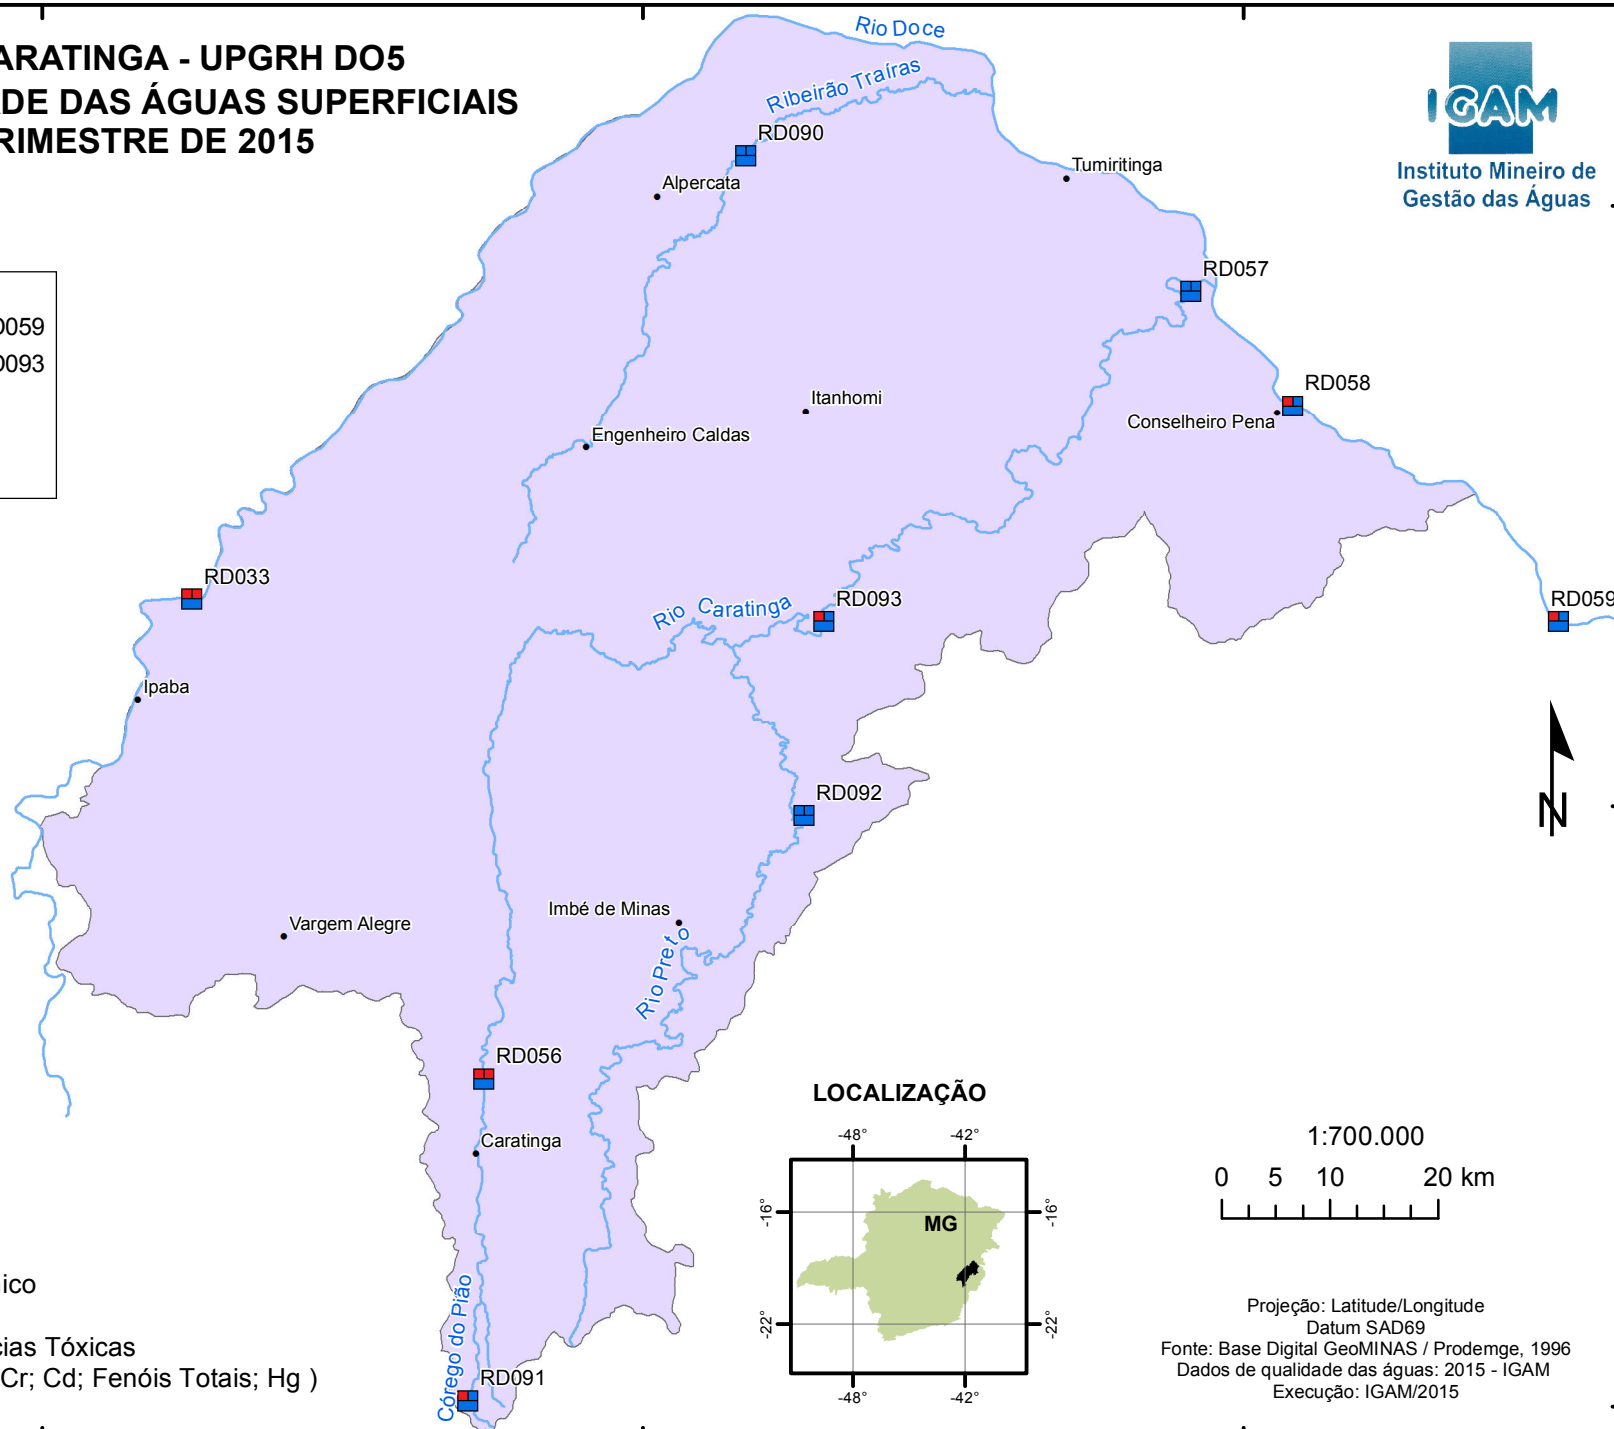 ARATINGA - UPGRH DO5
ADE DAS ÁGUAS SUPERFICIAIS
RIMESTRE DE 2015
Rio Doce
Ribeirão Traíras
RD090
IGAM
Instituto Mineiro de
Gestão das Águas
Tumiritinga
Alpercata
RD057
D059
D093
RD058
Itanhomi
Conselheiro Pena
Engenheiro Caldas
RD033
Rio Caratinga
RD093
RD059
Ipaba
RD092
N
Imbé de Minas
Vargem Alegre
Rio Preto
RD056
Caratinga
LOCALIZAÇÃO
-48° -42°
-16° -16°
MG
-22° -22°
-48° -42°
1:700.000
0 5 10 20 km
ico
cias Tóxicas
Cr; Cd; Fenóis Totais; Hg )
Córrego do Pião
RD091
Projeção: Latitude/Longitude
Datum SAD69
Fonte: Base Digital GeoMINAS / Prodemge, 1996
Dados de qualidade das águas: 2015 - IGAM
Execução: IGAM/2015